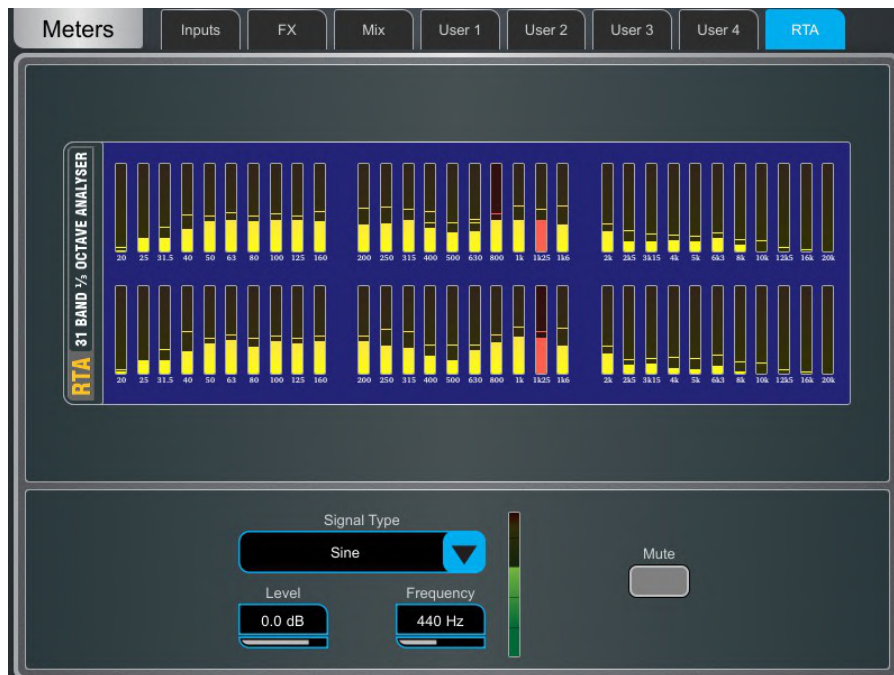 Meters
Inputs FX Mix User 1 User 2 User 3 User 4 RTA
RTA 31 BAND ⅓ OCTAVE ANALYSER
20 25 31.5 40 50 63 80 100 125 160 200 250 315 400 500 630 800 1k 1k25 1k6 2k 2k5 3k15 4k 5k 6k3 8k 10k 12k5 16k 20k
20 25 31.5 40 50 63 80 100 125 160 200 250 315 400 500 630 800 1k 1k25 1k6 2k 2k5 3k15 4k 5k 6k3 8k 10k 12k5 16k 20k
Signal Type
Sine
Mute
Level Frequency
0.0 dB 440 Hz